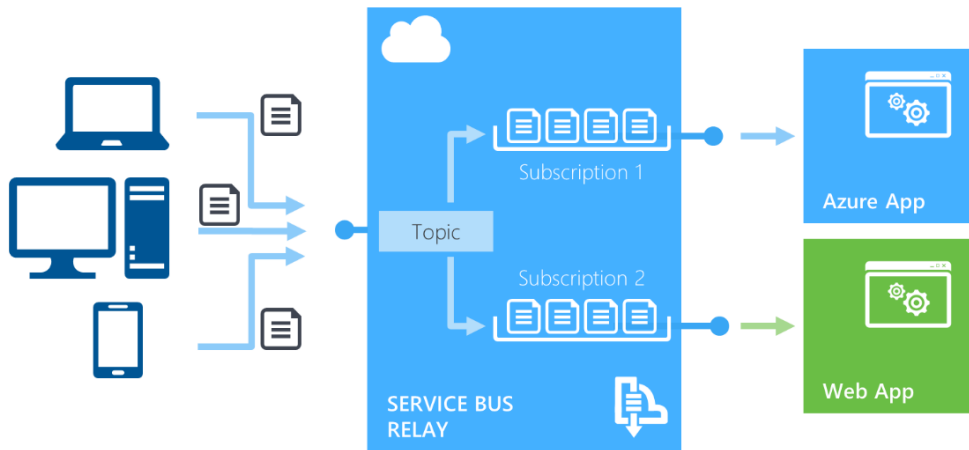 Topic
Subscription 1
Subscription 2
SERVICE BUS
RELAY
Azure App
Web App